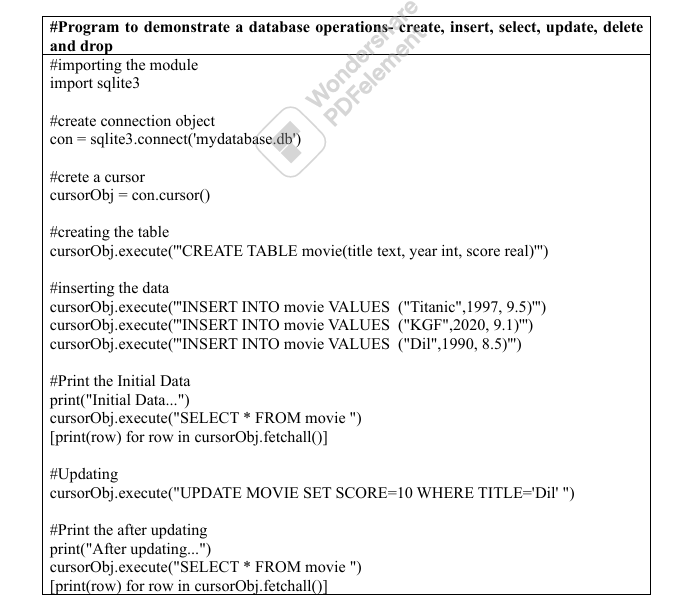 #Program to demonstrate a database operations- create, insert, select, update, delete
and drop
#importing the module
import sqlite3
#create connection object
con = sqlite3.connect('mydatabase.db')
#crete a cursor
cursorObj = con.cursor()
#creating the table
cursorObj.execute('''CREATE TABLE movie(title text, year int, score real)''')
#inserting the data
cursorObj.execute('''INSERT INTO movie VALUES ("Titanic",1997, 9.5)''')
cursorObj.execute('''INSERT INTO movie VALUES ("KGF",2020, 9.1)''')
cursorObj.execute('''INSERT INTO movie VALUES ("Dil",1990, 8.5)''')
#Print the Initial Data
print("Initial Data...")
cursorObj.execute("SELECT * FROM movie ")
[print(row) for row in cursorObj.fetchall()]
#Updating
cursorObj.execute("UPDATE MOVIE SET SCORE=10 WHERE TITLE='Dil' ")
#Print the after updating
print("After updating...")
cursorObj.execute("SELECT * FROM movie ")
[print(row) for row in cursorObj.fetchall()]
Wondershare
PDFelement